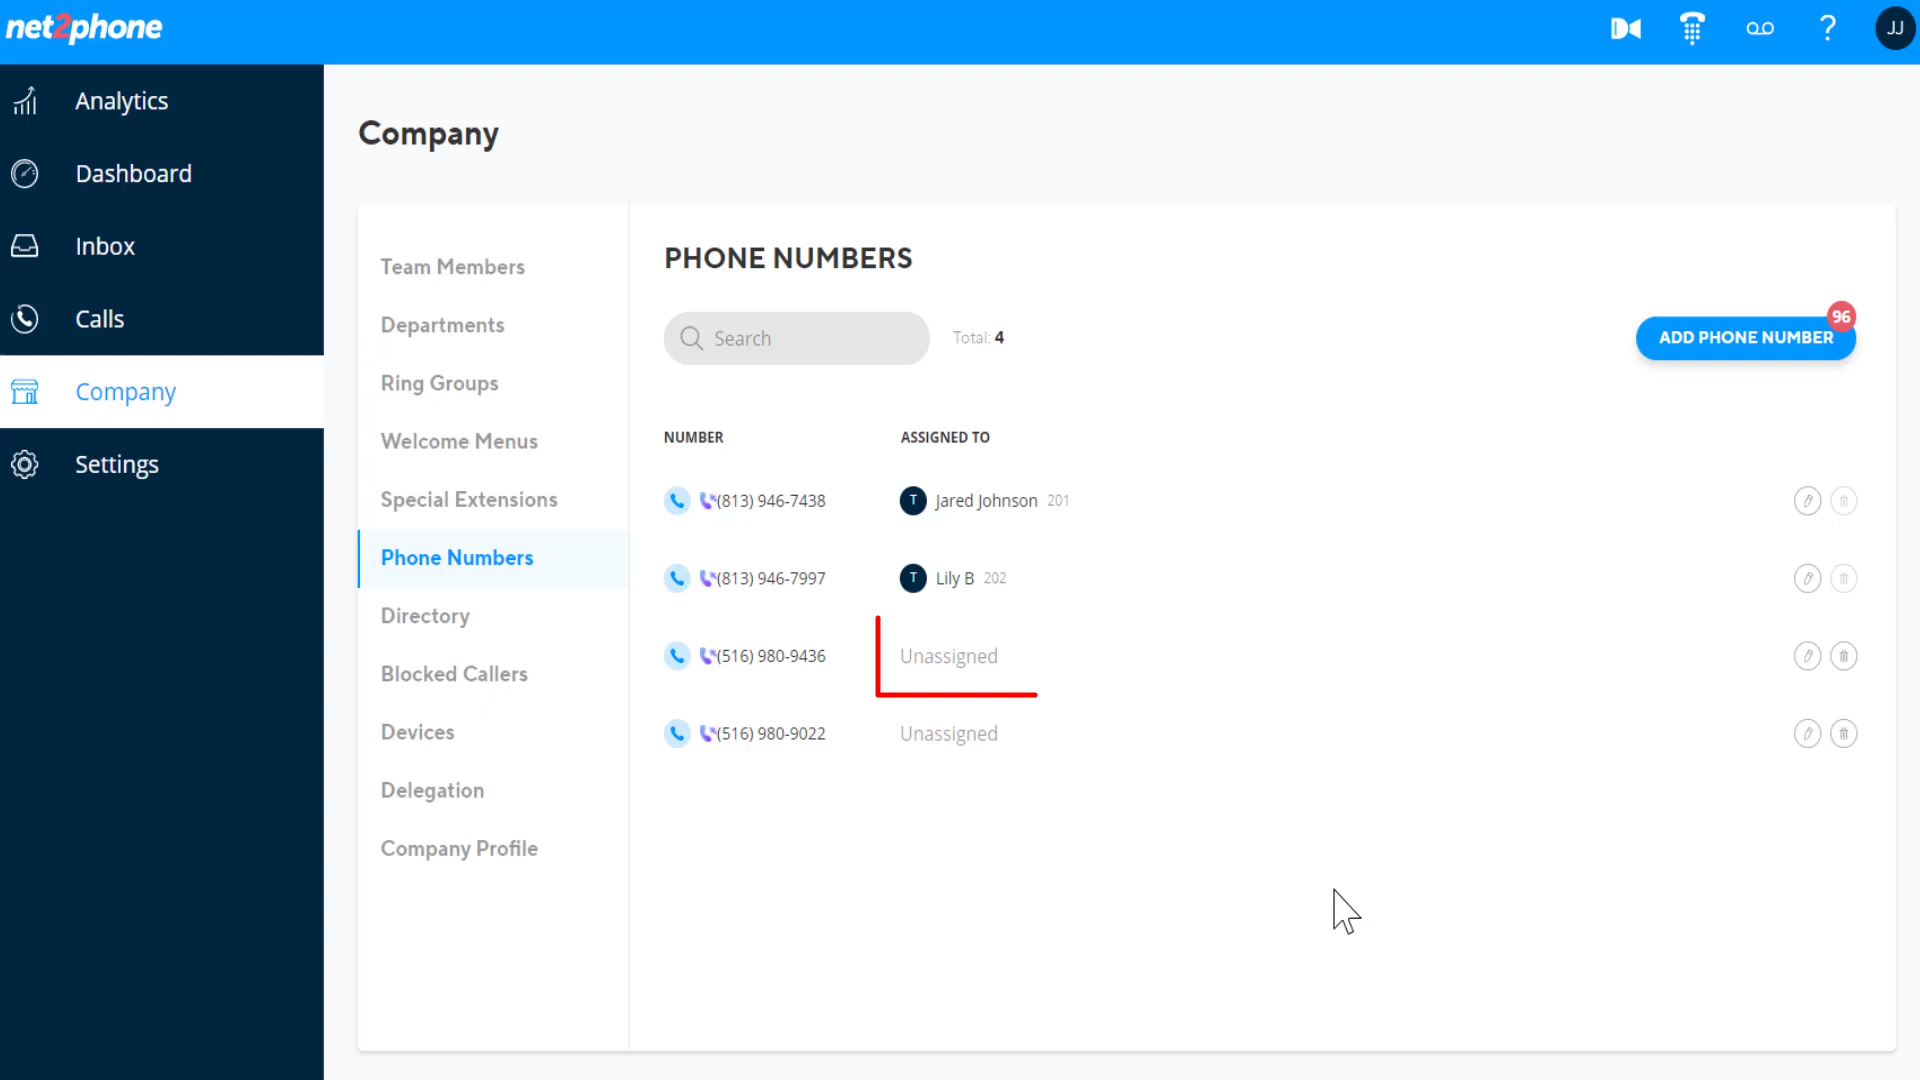 net2phone
?
JJ
Analytics
Dashboard
Inbox
Calls
Company
Settings
Company
Team Members
Departments
Ring Groups
Welcome Menus
Special Extensions
Phone Numbers
Directory
Blocked Callers
Devices
Delegation
Company Profile
PHONE NUMBERS
Search
Total: 4
96
ADD PHONE NUMBER
NUMBER ASSIGNED TO
(813) 946-7438 T Jared Johnson 201
(813) 946-7997 T Lily B 202
(516) 980-9436 Unassigned
(516) 980-9022 Unassigned